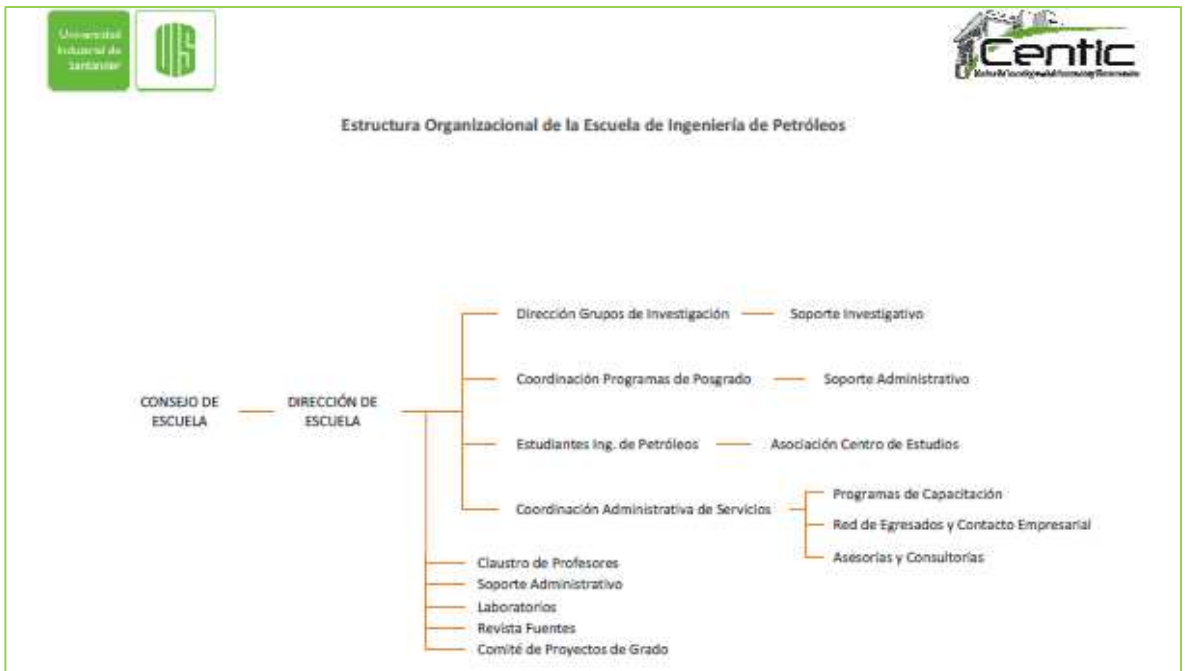 Universidad
Industrial de
Santander
UIS
Centic
Estructura Organizacional de la Escuela de Ingeniería de Petróleos
Dirección Grupos de Investigación
Soporte Investigativo
Coordinación Programas de Posgrado
Soporte Administrativo
CONSEJO DE
ESCUELA
DIRECCIÓN DE
ESCUELA
Estudiantes Ing. de Petróleos
Asociación Centro de Estudios
Coordinación Administrativa de Servicios
Programas de Capacitación
Red de Egresados y Contacto Empresarial
Asesorías y Consultorías
Claustro de Profesores
Soporte Administrativo
Laboratorios
Revista Fuentes
Comité de Proyectos de Grado